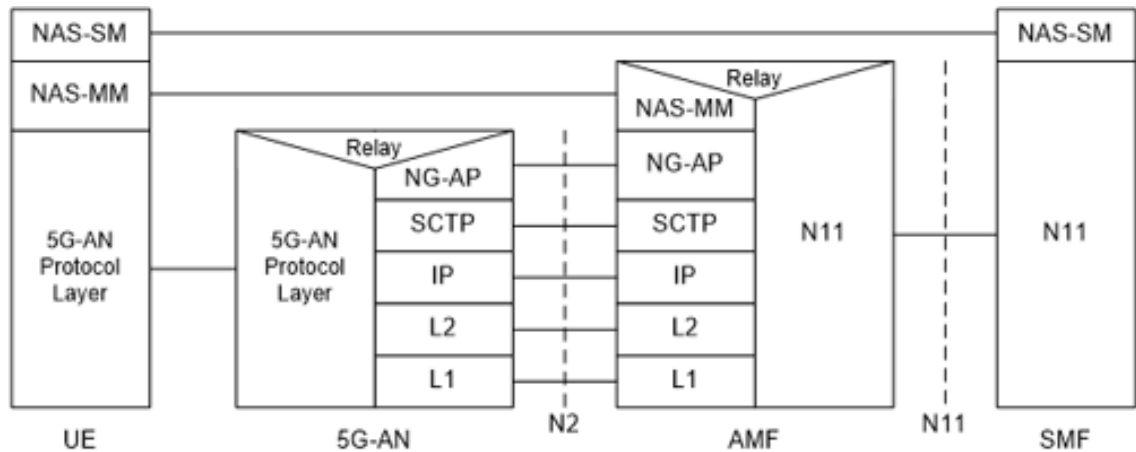 NAS-SM
NAS-SM
NAS-MM
Relay
NAS-MM
Relay
NG-AP
NG-AP
5G-AN
Protocol
Layer
5G-AN
Protocol
Layer
SCTP
SCTP
N11
N11
IP
IP
L2
L2
L1
L1
UE
5G-AN
N2
AMF
N11
SMF